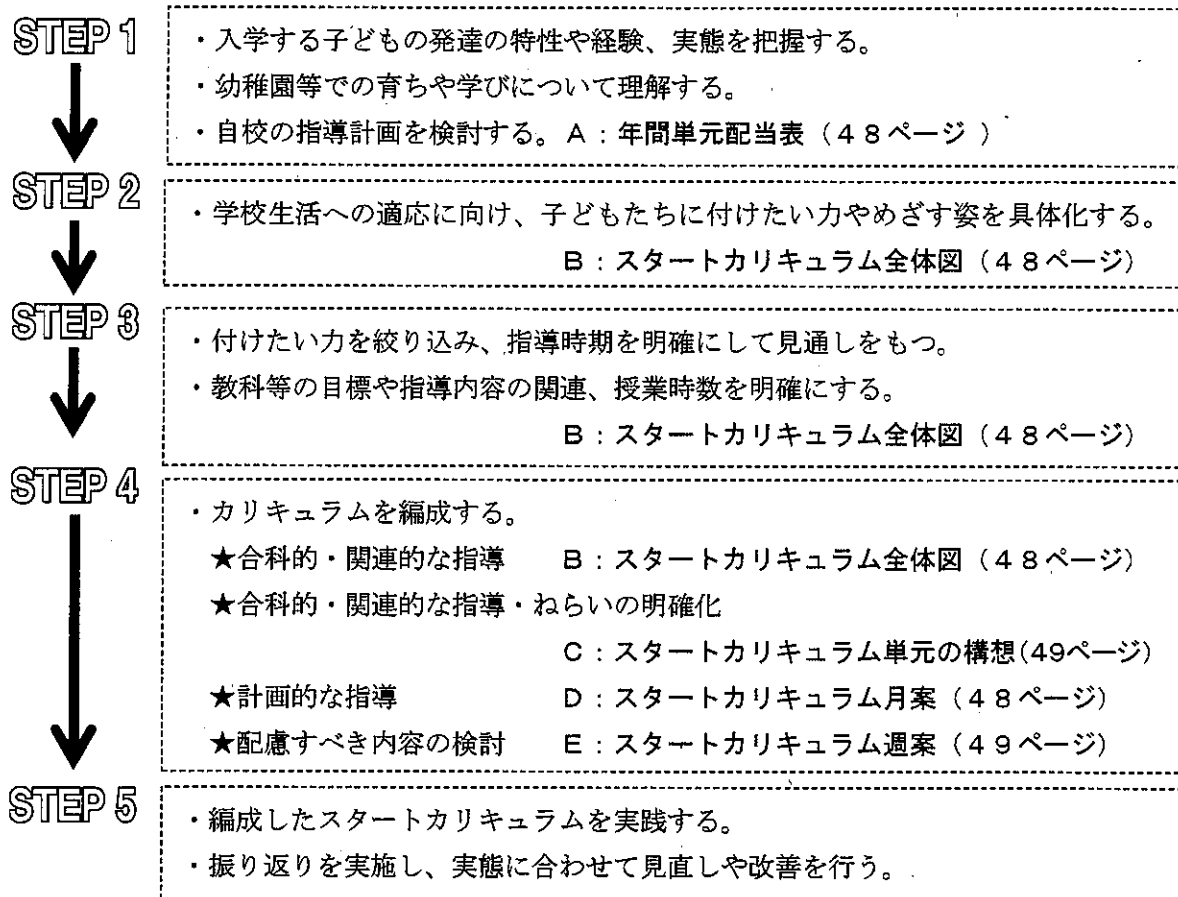 STEP 1
・入学する子どもの発達の特性や経験、実態を把握する。
・幼稚園等での育ちや学びについて理解する。
・自校の指導計画を検討する。A：年間単元配当表（４８ページ ）
STEP 2
・学校生活への適応に向け、子どもたちに付けたい力やめざす姿を具体化する。
B：スタートカリキュラム全体図（４８ページ）
STEP 3
・付けたい力を絞り込み、指導時期を明確にして見通しをもつ。
・教科等の目標や指導内容の関連、授業時数を明確にする。
B：スタートカリキュラム全体図（４８ページ）
STEP 4
・カリキュラムを編成する。
★合科的・関連的な指導　B：スタートカリキュラム全体図（４８ページ）
★合科的・関連的な指導・ねらいの明確化
C：スタートカリキュラム単元の構想(49ページ)
★計画的な指導　D：スタートカリキュラム月案（４８ページ）
★配慮すべき内容の検討　E：スタートカリキュラム週案（４９ページ）
STEP 5
・編成したスタートカリキュラムを実践する。
・振り返りを実施し、実態に合わせて見直しや改善を行う。